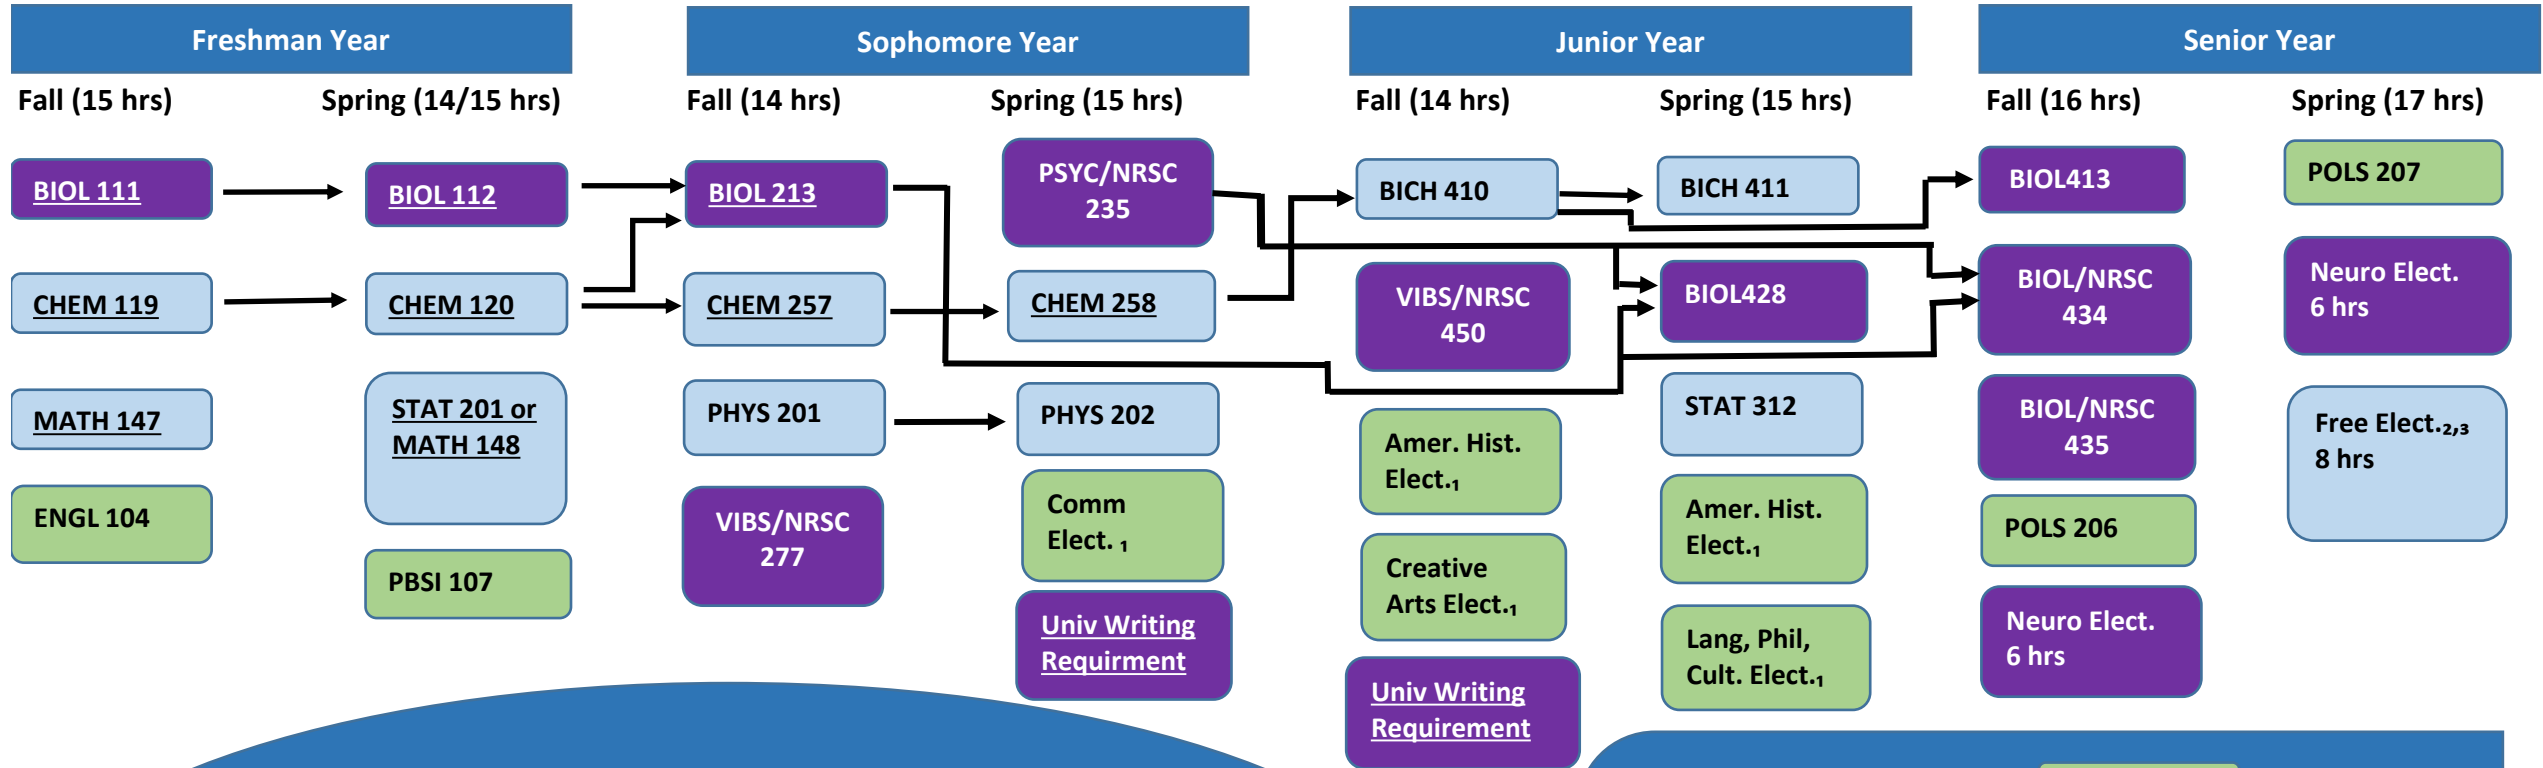 Freshman Year
Sophomore Year
Junior Year
Senior Year
Fall (15 hrs)
Spring (14/15 hrs)
Fall (14 hrs)
Spring (15 hrs)
Fall (14 hrs)
Spring (15 hrs)
Fall (16 hrs)
Spring (17 hrs)
BIOL 111
CHEM 119
MATH 147
ENGL 104
BIOL 112
CHEM 120
STAT 201 or
MATH 148
PBSI 107
BIOL 213
CHEM 257
PHYS 201
VIBS/NRSC
277
PSYC/NRSC
235
CHEM 258
PHYS 202
Comm
Elect. ₁
Univ Writing
Requirment
BICH 410
VIBS/NRSC
450
Amer. Hist.
Elect.₁
Creative
Arts Elect.₁
Univ Writing
Requirement
BICH 411
BIOL428
STAT 312
Amer. Hist.
Elect.₁
Lang, Phil,
Cult. Elect.₁
BIOL413
BIOL/NRSC
434
BIOL/NRSC
435
POLS 206
Neuro Elect.
6 hrs
POLS 207
Neuro Elect.
6 hrs
Free Elect.₂,₃
8 hrs